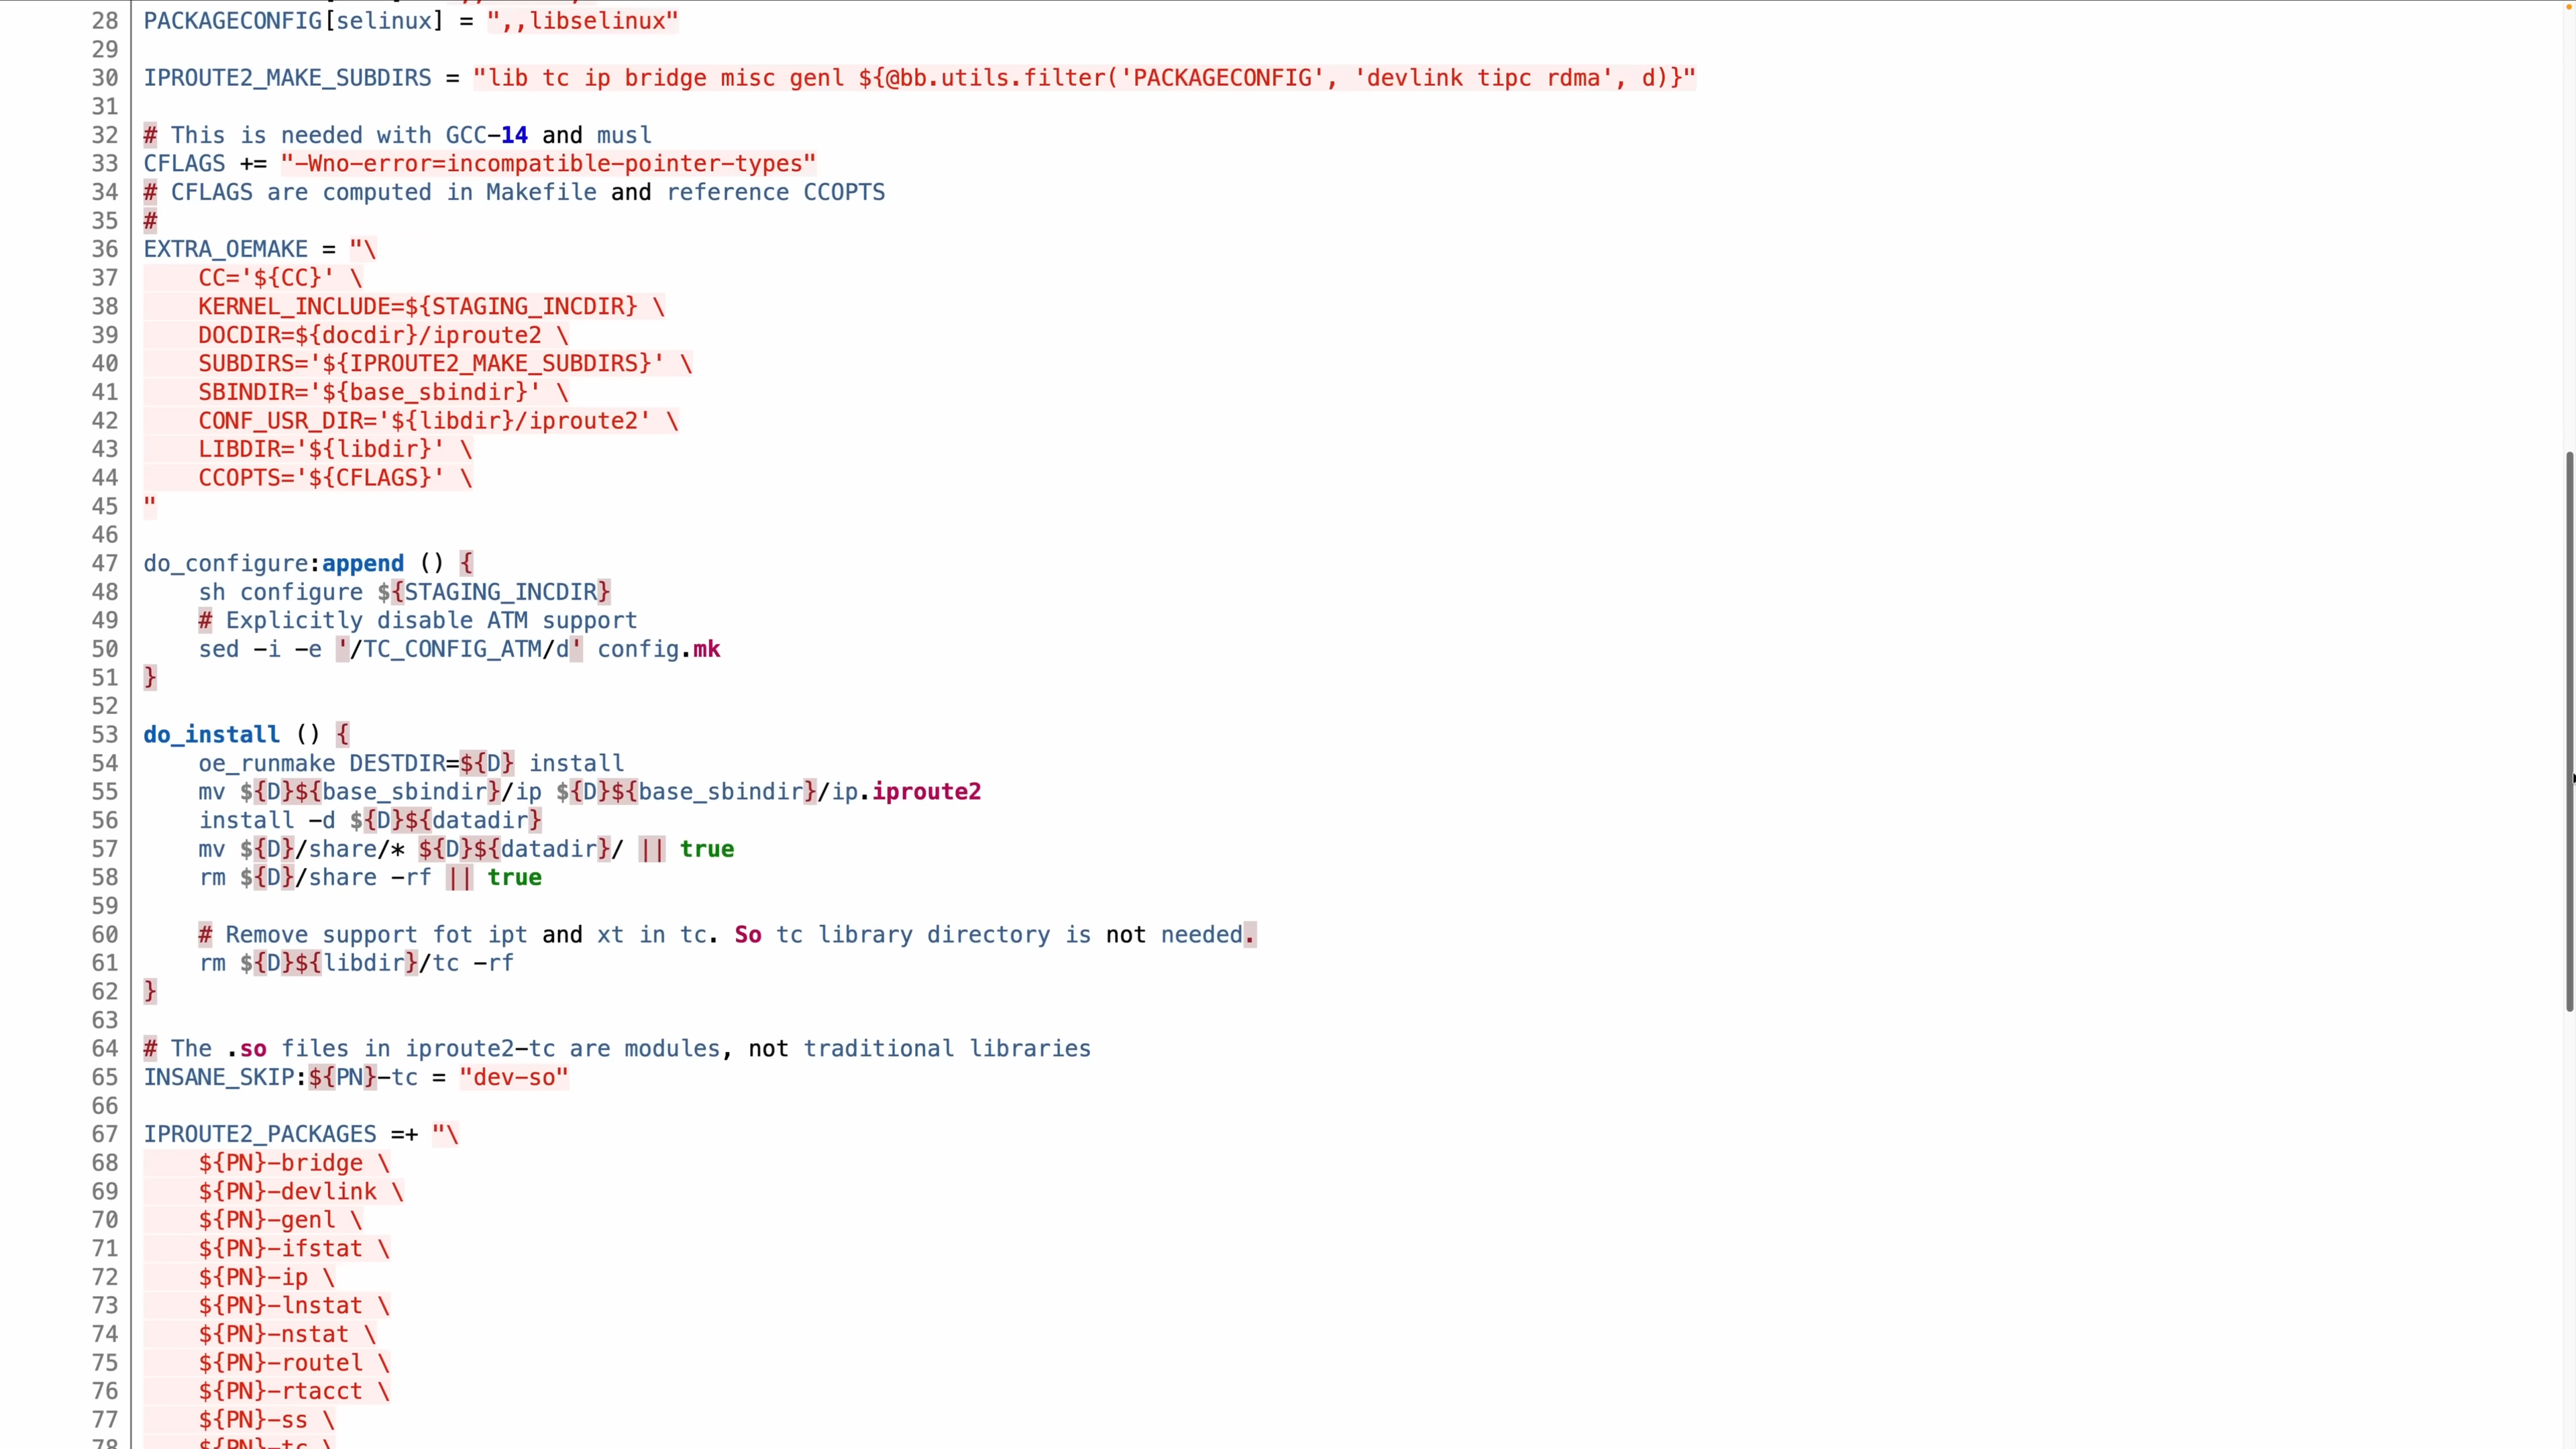 28 PACKAGECONFIG[selinux] = ",,libselinux"
29
30 IPROUTE2_MAKE_SUBDIRS = "lib tc ip bridge misc genl ${@bb.utils.filter('PACKAGECONFIG', 'devlink tipc rdma', d)}"
31
32 # This is needed with GCC-14 and musl
33 CFLAGS += "-Wno-error=incompatible-pointer-types"
34 # CFLAGS are computed in Makefile and reference CCOPTS
35 #
36 EXTRA_OEMAKE = "\
37     CC='${CC}' \
38     KERNEL_INCLUDE=${STAGING_INCDIR} \
39     DOCDIR=${docdir}/iproute2 \
40     SUBDIRS='${IPROUTE2_MAKE_SUBDIRS}' \
41     SBINDIR='${base_sbindir}' \
42     CONF_USR_DIR='${libdir}/iproute2' \
43     LIBDIR='${libdir}' \
44     CCOPTS='${CFLAGS}' \
45 "
46
47 do_configure:append () {
48     sh configure ${STAGING_INCDIR}
49     # Explicitly disable ATM support
50     sed -i -e '/TC_CONFIG_ATM/d' config.mk
51 }
52
53 do_install () {
54     oe_runmake DESTDIR=${D} install
55     mv ${D}${base_sbindir}/ip ${D}${base_sbindir}/ip.iproute2
56     install -d ${D}${datadir}
57     mv ${D}/share/* ${D}${datadir}/ || true
58     rm ${D}/share -rf || true
59
60     # Remove support fot ipt and xt in tc. So tc library directory is not needed.
61     rm ${D}${libdir}/tc -rf
62 }
63
64 # The .so files in iproute2-tc are modules, not traditional libraries
65 INSANE_SKIP:${PN}-tc = "dev-so"
66
67 IPROUTE2_PACKAGES =+ "\
68     ${PN}-bridge \
69     ${PN}-devlink \
70     ${PN}-genl \
71     ${PN}-ifstat \
72     ${PN}-ip \
73     ${PN}-lnstat \
74     ${PN}-nstat \
75     ${PN}-routel \
76     ${PN}-rtacct \
77     ${PN}-ss \
78     ${PN}-tc \